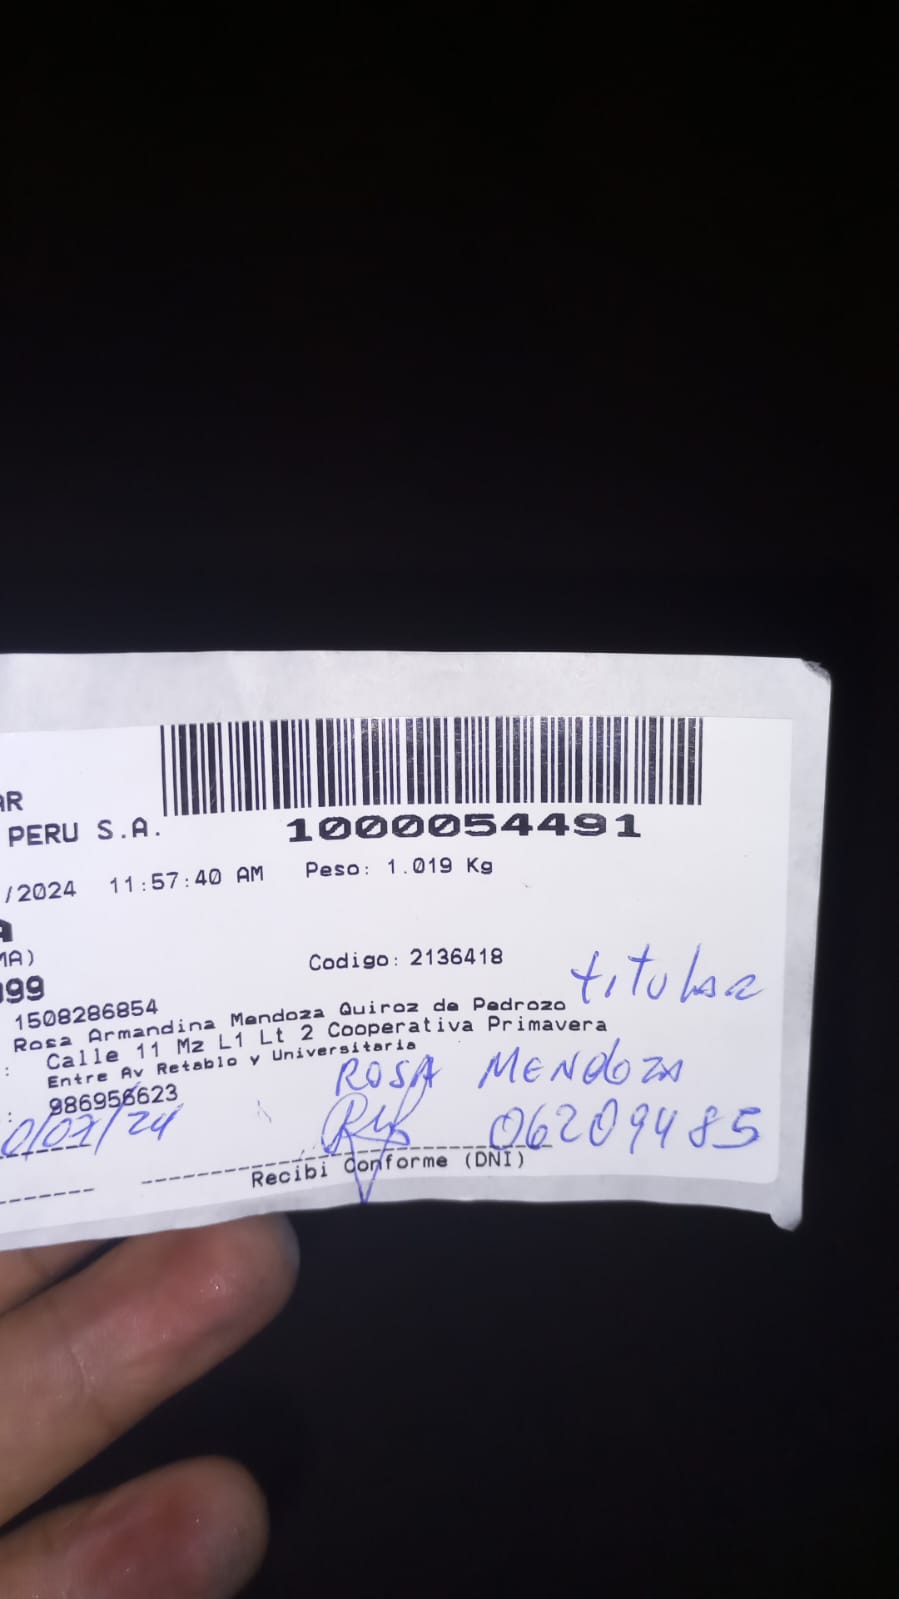 AR
PERU S.A.
1000054491
/2024 11:57:40 AM Peso: 1.019 Kg
A
MA)
Codigo: 2136418
099
titular
1508286854
Rosa Armandina Mendoza Quiroz de Pedrozo
: Calle 11 Mz L1 Lt 2 Cooperativa Primavera
Entre Av Retablo y Universitaria
ROSA MENDOZA
: 986956623
0/07/24
06209485
Recibi Conforme (DNI)